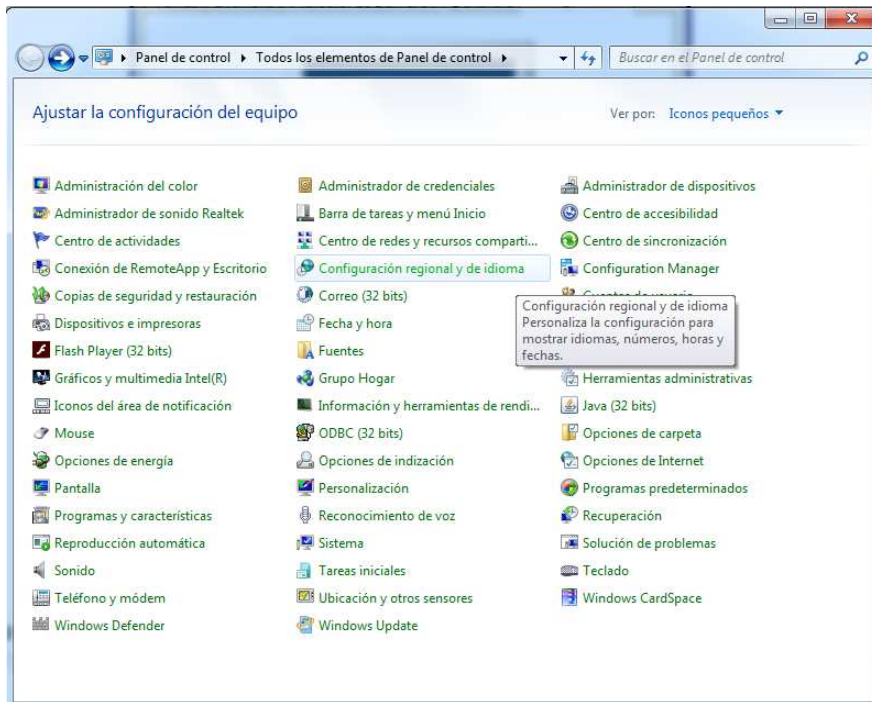 Panel de control Todos los elementos de Panel de control
Buscar en el Panel de control
Ajustar la configuración del equipo
Ver por: Iconos pequeños
Administración del color
Administrador de credenciales
Administrador de dispositivos
Administrador de sonido Realtek
Barra de tareas y menú Inicio
Centro de accesibilidad
Centro de actividades
Centro de redes y recursos comparti...
Centro de sincronización
Conexión de RemoteApp y Escritorio
Configuración regional y de idioma
Configuration Manager
Copias de seguridad y restauración
Correo (32 bits)
Cuentas de usuario
Configuración regional y de idioma
Personaliza la configuración para
mostrar idiomas, números, horas y
fechas.
Dispositivos e impresoras
Fecha y hora
Flash Player (32 bits)
Fuentes
Gráficos y multimedia Intel(R)
Grupo Hogar
Herramientas administrativas
Iconos del área de notificación
Información y herramientas de rendi...
Java (32 bits)
Mouse
ODBC (32 bits)
Opciones de carpeta
Opciones de energía
Opciones de indización
Opciones de Internet
Pantalla
Personalización
Programas predeterminados
Programas y características
Reconocimiento de voz
Recuperación
Reproducción automática
Sistema
Solución de problemas
Sonido
Tareas iniciales
Teclado
Teléfono y módem
Ubicación y otros sensores
Windows CardSpace
Windows Defender
Windows Update